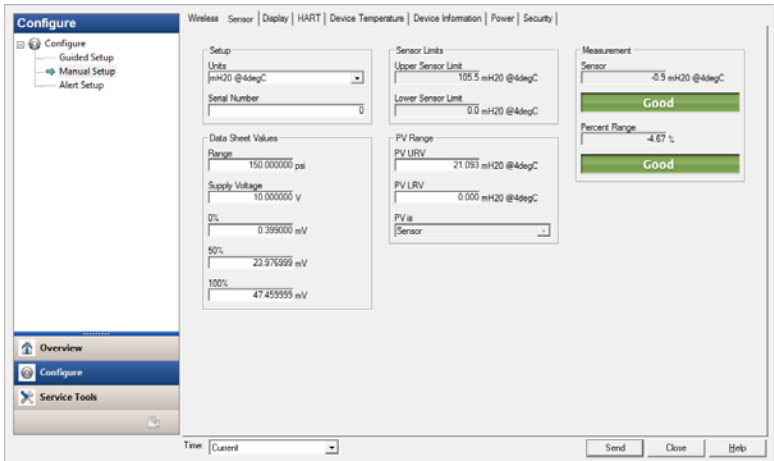 Configure
Configure
Guided Setup
Manual Setup
Alert Setup
Overview
Configure
Service Tools
Wireless Sensor Display HART Device Temperature Device Information Power Security
Setup
Units
mH20 @4degC
Serial Number
0
Data Sheet Values
Range
150.000000 psi
Supply Voltage
10.000000 V
0%
0.399000 mV
50%
23.976999 mV
100%
47.459999 mV
Sensor Limits
Upper Sensor Limit
105.5 mH20 @4degC
Lower Sensor Limit
0.0 mH20 @4degC
PV Range
PV URV
21.093 mH20 @4degC
PV LRV
0.000 mH20 @4degC
PV is
Sensor
Measurement
Sensor
-0.9 mH20 @4degC
Good
Percent Range
-4.67 %
Good
Time: Current
Send Close Help